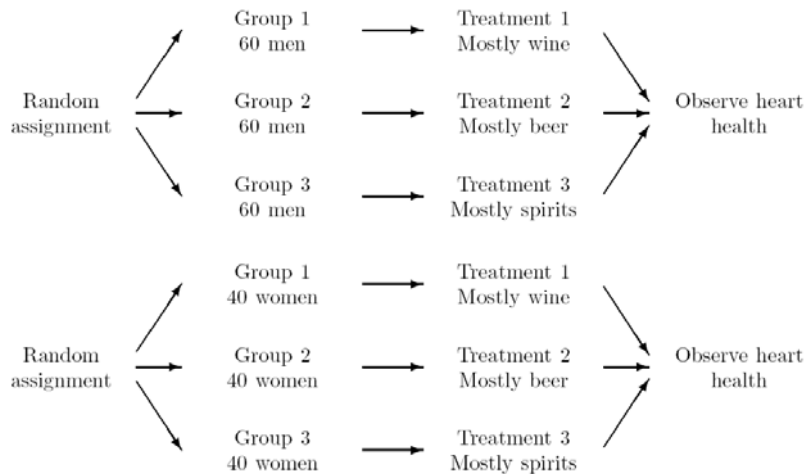 Group 1
60 men
Treatment 1
Mostly wine
Random
assignment
Group 2
60 men
Treatment 2
Mostly beer
Observe heart
health
Group 3
60 men
Treatment 3
Mostly spirits
Group 1
40 women
Treatment 1
Mostly wine
Random
assignment
Group 2
40 women
Treatment 2
Mostly beer
Observe heart
health
Group 3
40 women
Treatment 3
Mostly spirits